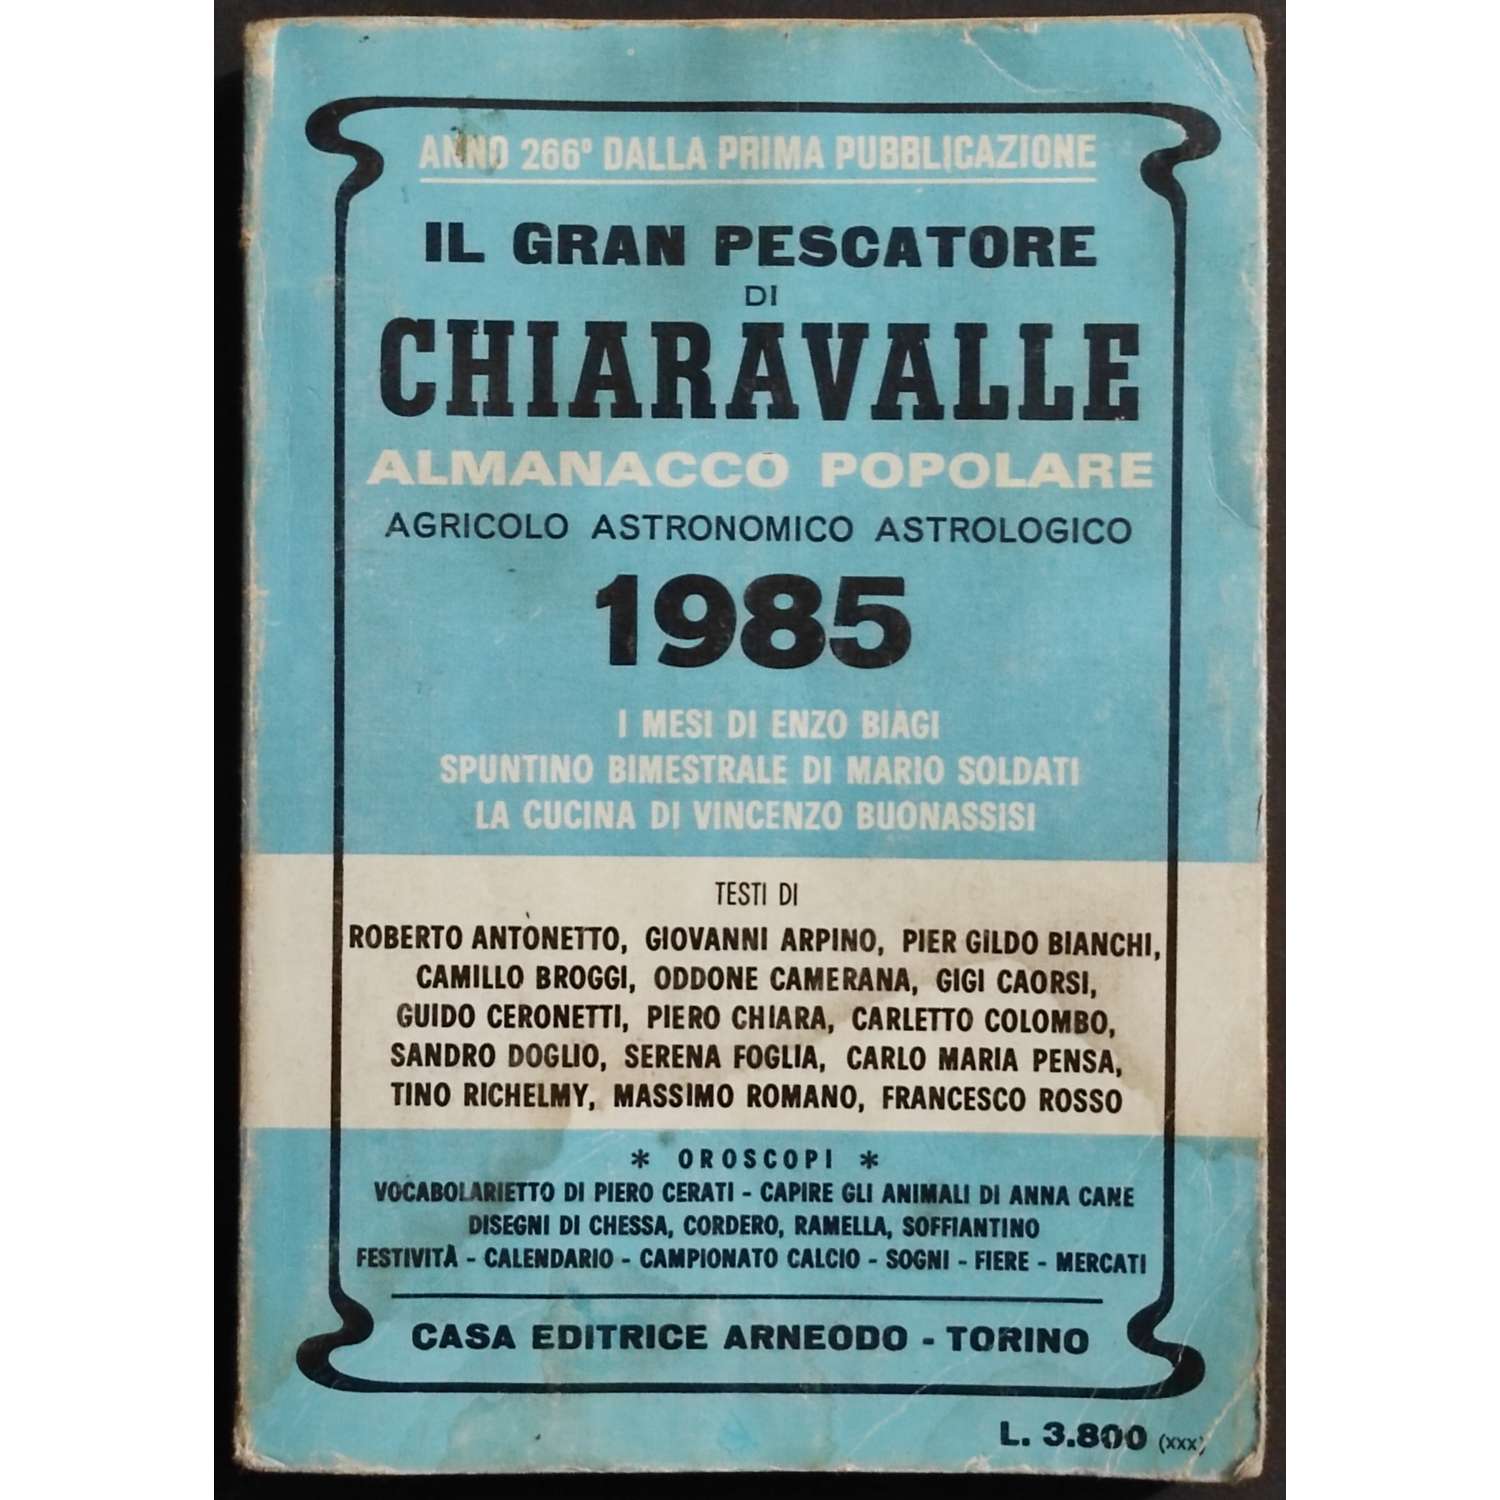 ANNO 266° DALLA PRIMA PUBBLICAZIONE
IL GRAN PESCATORE
DI
CHIARAVALLE
ALMANACCO POPOLARE
AGRICOLO ASTRONOMICO ASTROLOGICO
1985
I MESI DI ENZO BIAGI
SPUNTINO BIMESTRALE DI MARIO SOLDATI
LA CUCINA DI VINCENZO BUONASSISI
TESTI DI
ROBERTO ANTONETTO, GIOVANNI ARPINO, PIER GILDO BIANCHI,
CAMILLO BROGGI, ODDONE CAMERANA, GIGI CAORSI,
GUIDO CERONETTI, PIERO CHIARA, CARLETTO COLOMBO,
SANDRO DOGLIO, SERENA FOGLIA, CARLO MARIA PENSA,
TINO RICHELMY, MASSIMO ROMANO, FRANCESCO ROSSO
* OROSCOPI *
VOCABOLARIETTO DI PIERO CERATI - CAPIRE GLI ANIMALI DI ANNA CANE
DISEGNI DI CHESSA, CORDERO, RAMELLA, SOFFIANTINO
FESTIVITÀ - CALENDARIO - CAMPIONATO CALCIO - SOGNI - FIERE - MERCATI
CASA EDITRICE ARNEODO - TORINO
L. 3.800 (xxx)